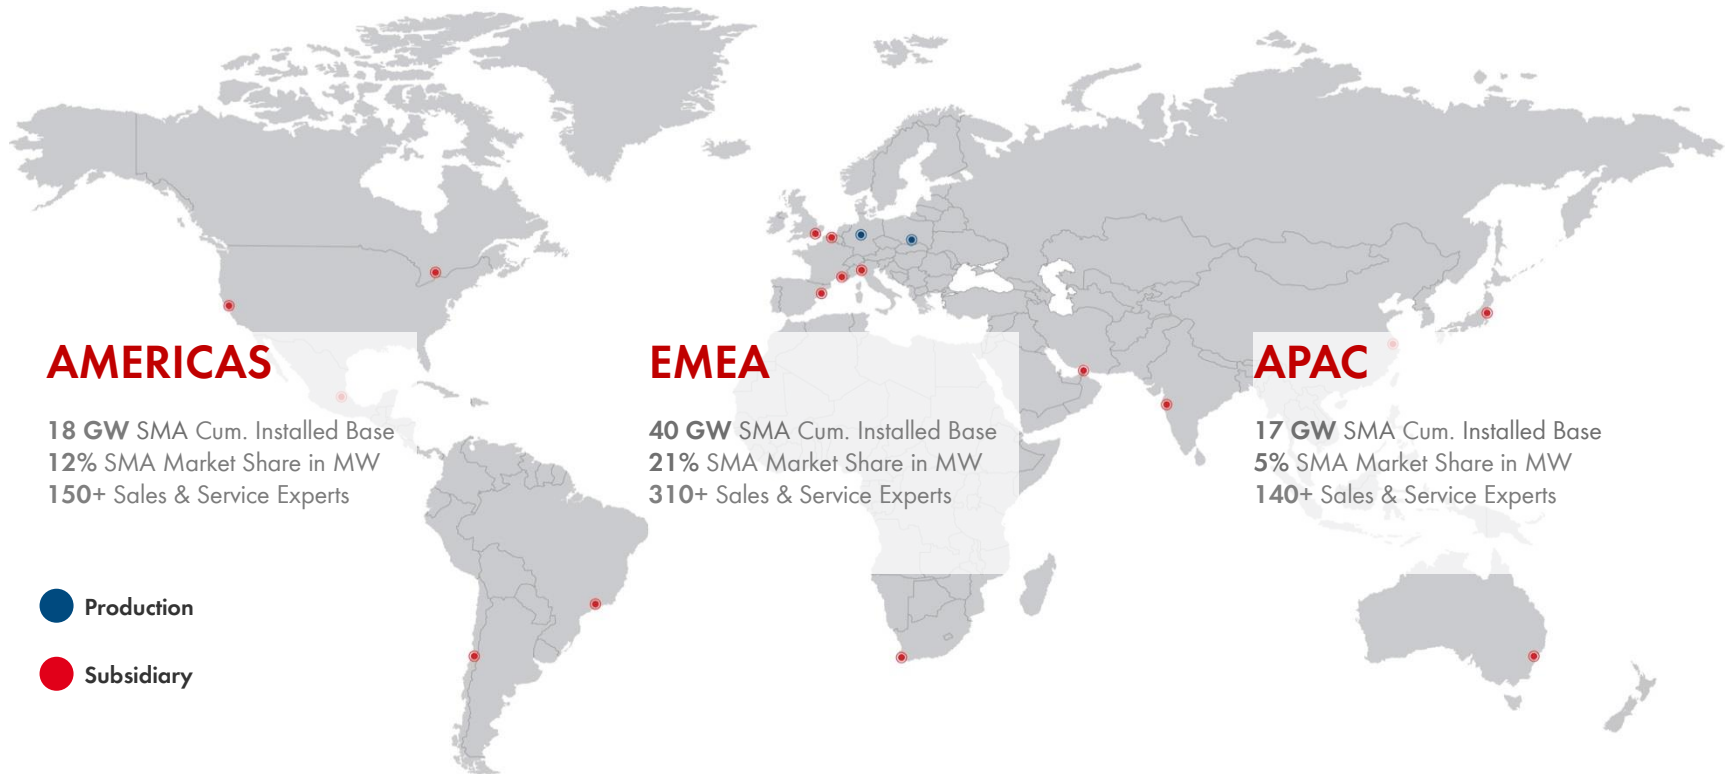 AMERICAS
18 GW SMA Cum. Installed Base
12% SMA Market Share in MW
150+ Sales & Service Experts
EMEA
40 GW SMA Cum. Installed Base
21% SMA Market Share in MW
310+ Sales & Service Experts
APAC
17 GW SMA Cum. Installed Base
5% SMA Market Share in MW
140+ Sales & Service Experts
Production
Subsidiary